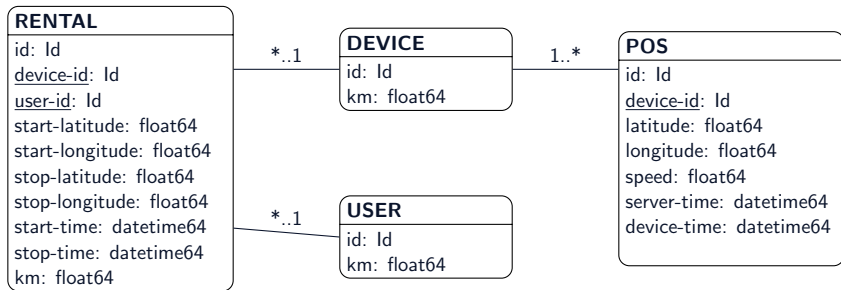 RENTAL
id: Id
device-id: Id
user-id: Id
start-latitude: float64
start-longitude: float64
stop-latitude: float64
stop-longitude: float64
start-time: datetime64
stop-time: datetime64
km: float64
*..1
DEVICE
id: Id
km: float64
1..*
POS
id: Id
device-id: Id
latitude: float64
longitude: float64
speed: float64
server-time: datetime64
device-time: datetime64
*..1
USER
id: Id
km: float64